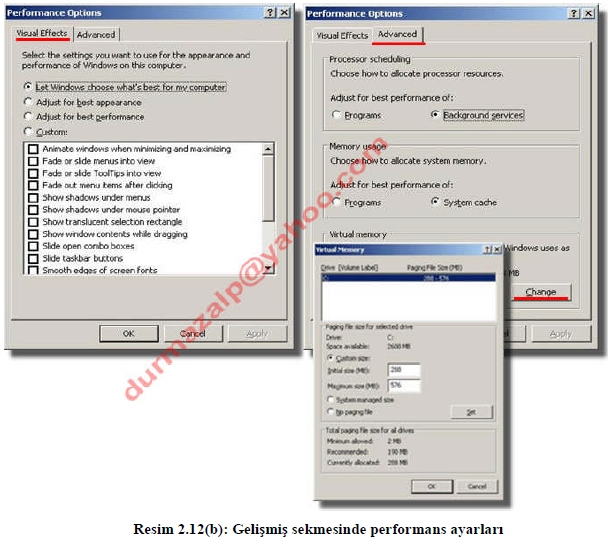 Performance Options
Visual Effects Advanced
Select the settings you want to use for the appearance and
performance of Windows on this computer.
Let Windows choose what's best for my computer
Adjust for best appearance
Adjust for best performance
Custom:
Animate windows when minimizing and maximizing
Fade or slide menus into view
Fade or slide ToolTips into view
Fade out menu items after clicking
Show shadows under menus
Show shadows under mouse pointer
Show translucent selection rectangle
Show window contents while dragging
Slide open combo boxes
Slide taskbar buttons
Smooth edges of screen fonts
OK Cancel Apply
Performance Options
Visual Effects Advanced
Processor scheduling
Choose how to allocate processor resources.
Adjust for best performance of:
Programs Background services
Memory usage
Choose how to allocate system memory.
Adjust for best performance of:
Programs System cache
Virtual memory
Windows uses as
MB
Change
Apply
Virtual Memory
Drive [Volume Label] Paging File Size (MB)
C: 288 - 576
Paging file size for selected drive
Drive: C:
Space available: 2608 MB
Custom size:
Initial size (MB): 288
Maximum size (MB): 576
System managed size
No paging file Set
Total paging file size for all drives
Minimum allowed: 2 MB
Recommended: 190 MB
Currently allocated: 288 MB
OK Cancel
durmazalp@yahoo.com
Resim 2.12(b): Gelişmiş sekmesinde performans ayarları